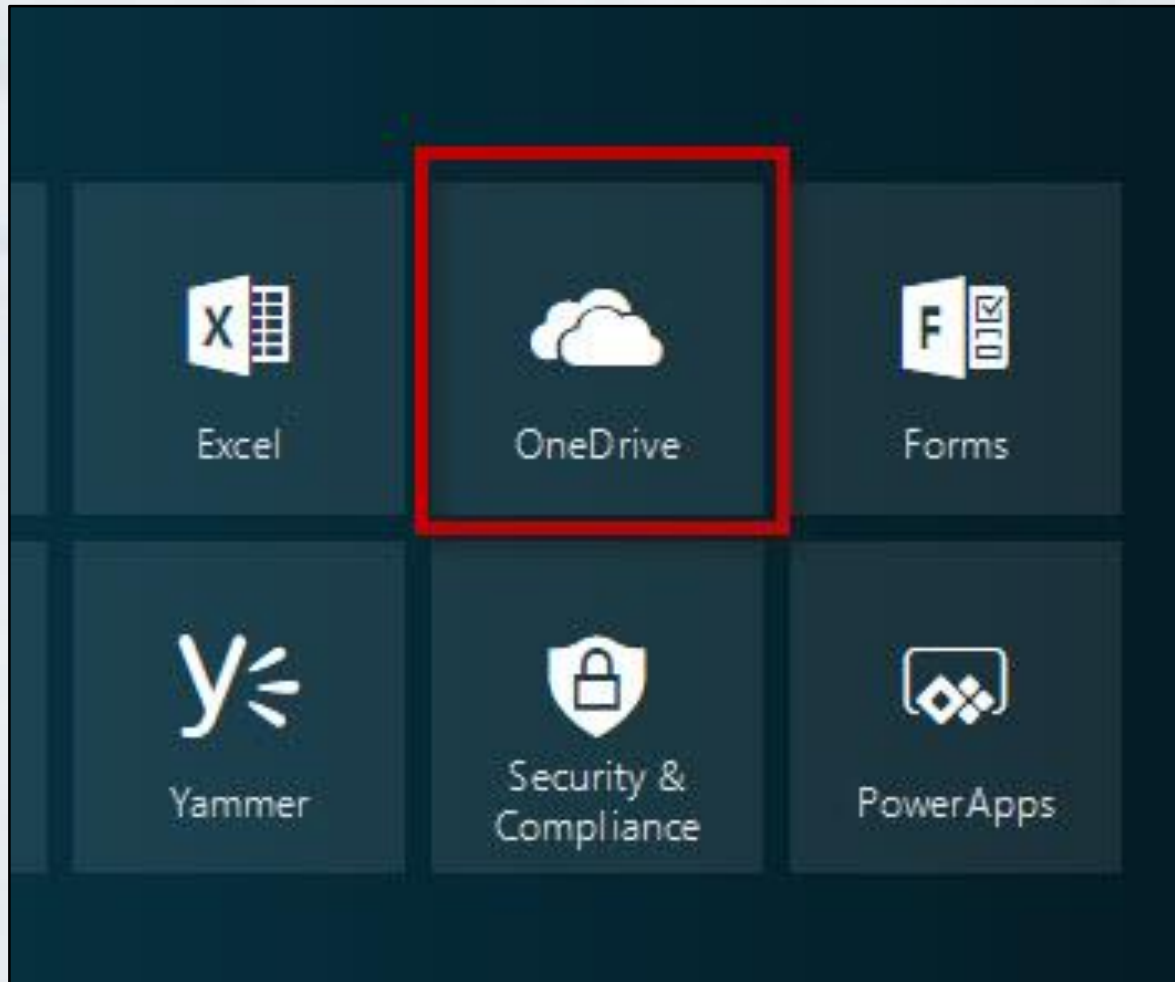 X
Excel
OneDrive
F
Forms
Yammer
Security &
Compliance
PowerApps